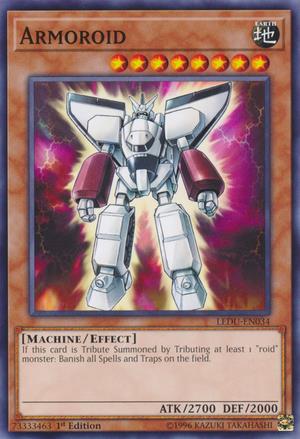 ARMOROID
EARTH
地
LEDU-EN034
[MACHINE/EFFECT]
If this card is Tribute Summoned by Tributing at least 1 "roid"
monster: Banish all Spells and Traps on the field.
ATK/2700 DEF/2000
73333463 1st Edition ©1996 KAZUKI TAKAHASHI